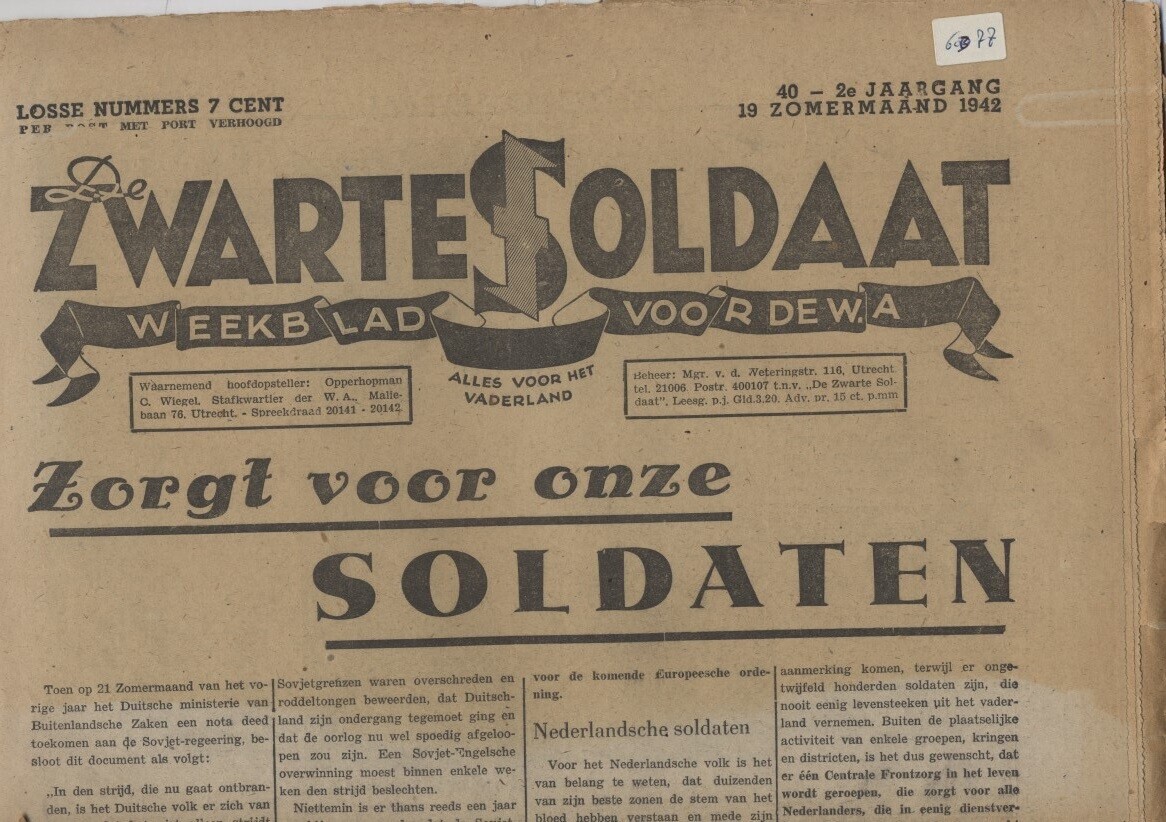 6077
LOSSE NUMMERS 7 CENT
PER POST MET PORT VERHOOGD
40 – 2e JAARGANG
19 ZOMERMAAND 1942
De
ZWARTE SOLDAAT
WEEKBLAD VOOR DE W.A
ALLES VOOR HET
VADERLAND
Waarnemend hoofdopsteller: Opperhopman
C. Wiegel, Stafkwartier der W.A., Malie-
baan 76, Utrecht. - Spreekdraad 20141 - 20142
Beheer: Mgr. v. d. Weteringstr. 116, Utrecht
tel. 21006. Postr. 400107 t.n.v. „De Zwarte Sol-
daat”. Leesg. p.j. Gld.3.20. Adv. pr. 15 ct. p.mm
Zorgt voor onze
SOLDATEN
Toen op 21 Zomermaand van het vo-
rige jaar het Duitsche ministerie van
Buitenlandsche Zaken een nota deed
toekomen aan de Sovjet-regeering, be-
sloot dit document als volgt:
„In den strijd, die nu gaat ontbran-
den, is het Duitsche volk er zich van
Sovjetgrenzen waren overschreden en
roddeltongen beweerden, dat Duitsch-
land zijn ondergang tegemoet ging en
dat de oorlog nu wel spoedig afgeloo-
pen zou zijn. Een Sovjet-Engelsche
overwinning moest binnen enkele we-
ken den strijd beslechten.
Niettemin is er thans reeds een jaar
voor de komende Europeesche orde-
ning.
Nederlandsche soldaten
Voor het Nederlandsche volk is het
van belang te weten, dat duizenden
van zijn beste zonen de stem van het
bloed hebben verstaan en mede zijn
aanmerking komen, terwijl er onge-
twijfeld honderden soldaten zijn, die
nooit eenig levensteeken uit het vader-
land vernemen. Buiten de plaatselijke
activiteit van enkele groepen, kringen
en districten, is het dus gewenscht, dat
er één Centrale Frontzorg in het leven
wordt geroepen, die zorgt voor alle
Nederlanders, die in eenig dienstver-